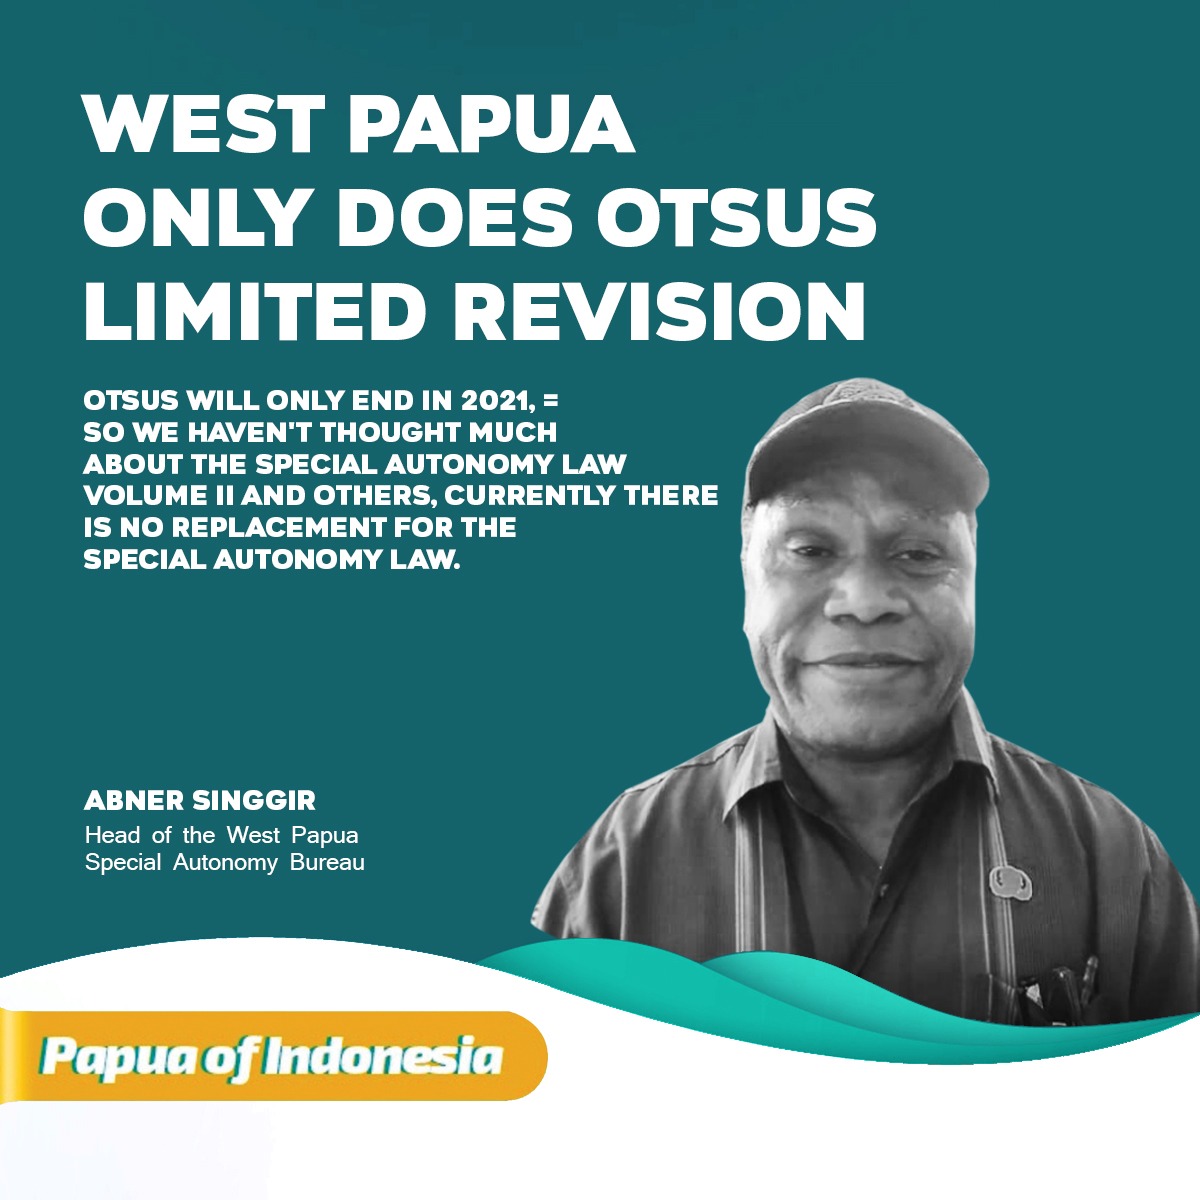 WEST PAPUA
ONLY DOES OTSUS
LIMITED REVISION
OTSUS WILL ONLY END IN 2021, =
SO WE HAVEN'T THOUGHT MUCH
ABOUT THE SPECIAL AUTONOMY LAW
VOLUME II AND OTHERS, CURRENTLY THERE
IS NO REPLACEMENT FOR THE
SPECIAL AUTONOMY LAW.
ABNER SINGGIR
Head of the West Papua
Special Autonomy Bureau
Papua of Indonesia